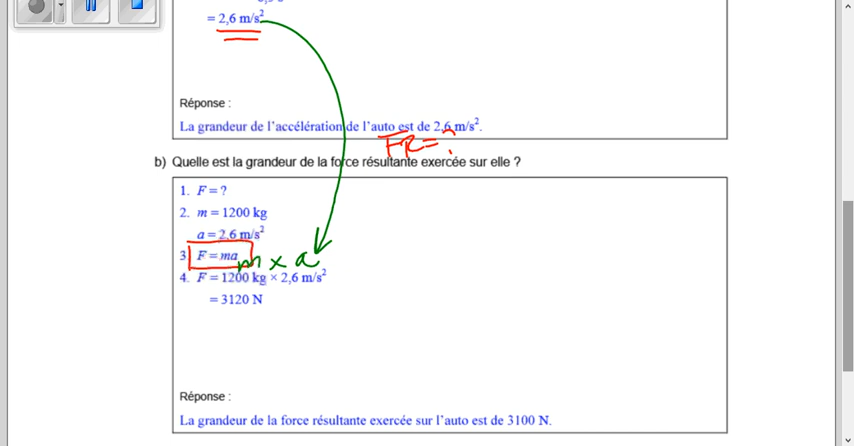 = 2,6 m/s²
Réponse :
La grandeur de l'accélération de l'auto est de 2,6 m/s².
FR = ?
b) Quelle est la grandeur de la force résultante exercée sur elle ?
1. F = ?
2. m = 1200 kg
a = 2,6 m/s²
3 F = ma
m × a
4. F = 1200 kg × 2,6 m/s²
= 3120 N
Réponse :
La grandeur de la force résultante exercée sur l'auto est de 3100 N.